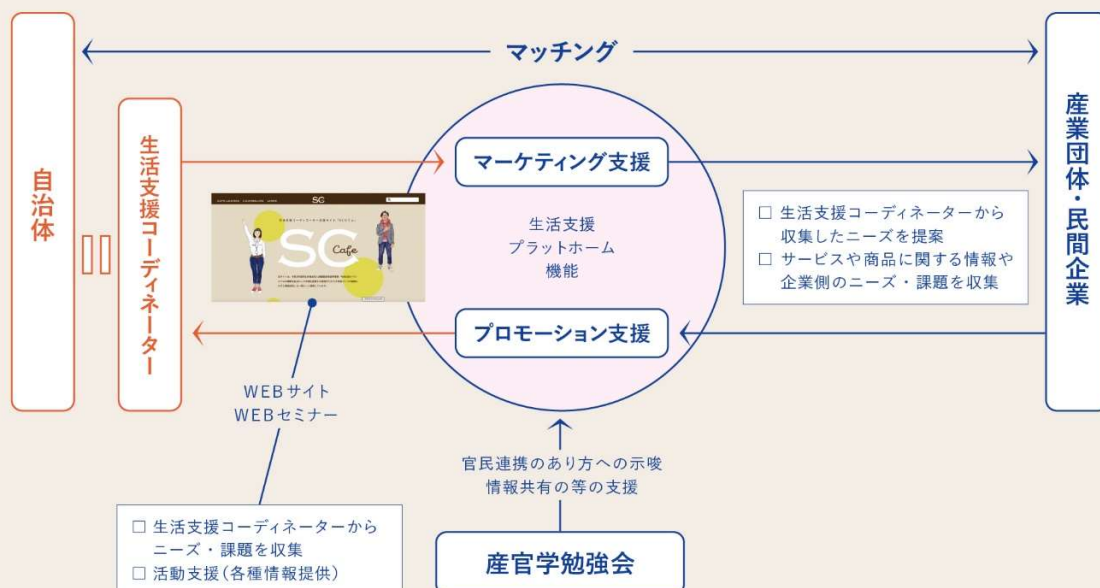 マッチング
自治体
生活支援コーディネーター
産業団体・民間企業
マーケティング支援
生活支援
プラットホーム
機能
プロモーション支援
SC
SC
Cafe
□ 生活支援コーディネーターから
収集したニーズを提案
□ サービスや商品に関する情報や
企業側のニーズ・課題を収集
WEBサイト
WEBセミナー
官民連携のあり方への示唆
情報共有の等の支援
□ 生活支援コーディネーターから
ニーズ・課題を収集
□ 活動支援(各種情報提供)
産官学勉強会